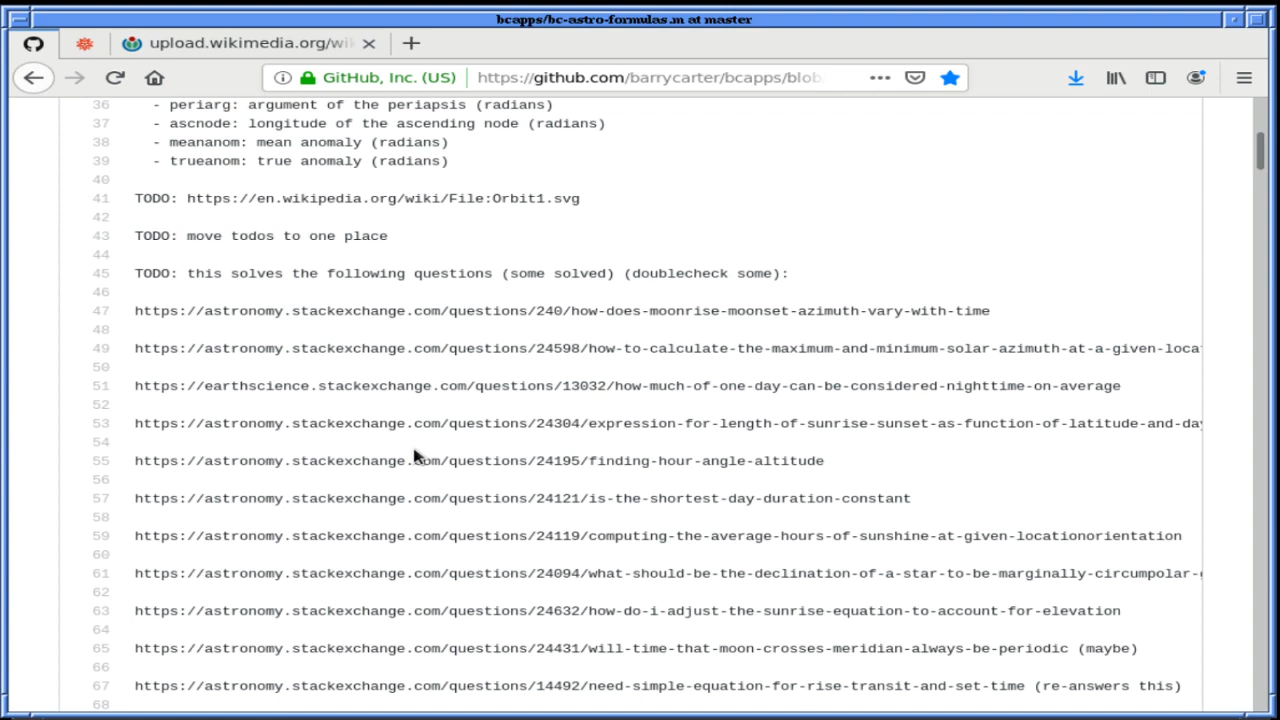 bcapps/bc-astro-formulas.m at master
upload.wikimedia.org/wi
GitHub, Inc. (US) https://github.com/barrycarter/bcapps/blob
36 - periarg: argument of the periapsis (radians)
37 - ascnode: longitude of the ascending node (radians)
38 - meananom: mean anomaly (radians)
39 - trueanom: true anomaly (radians)
40
41 TODO: https://en.wikipedia.org/wiki/File:Orbit1.svg
42
43 TODO: move todos to one place
44
45 TODO: this solves the following questions (some solved) (doublecheck some):
46
47 https://astronomy.stackexchange.com/questions/240/how-does-moonrise-moonset-azimuth-vary-with-time
48
49 https://astronomy.stackexchange.com/questions/24598/how-to-calculate-the-maximum-and-minimum-solar-azimuth-at-a-given-loca
50
51 https://earthscience.stackexchange.com/questions/13032/how-much-of-one-day-can-be-considered-nighttime-on-average
52
53 https://astronomy.stackexchange.com/questions/24304/expression-for-length-of-sunrise-sunset-as-function-of-latitude-and-day
54
55 https://astronomy.stackexchange.com/questions/24195/finding-hour-angle-altitude
56
57 https://astronomy.stackexchange.com/questions/24121/is-the-shortest-day-duration-constant
58
59 https://astronomy.stackexchange.com/questions/24119/computing-the-average-hours-of-sunshine-at-given-locationorientation
60
61 https://astronomy.stackexchange.com/questions/24094/what-should-be-the-declination-of-a-star-to-be-marginally-circumpolar-
62
63 https://astronomy.stackexchange.com/questions/24632/how-do-i-adjust-the-sunrise-equation-to-account-for-elevation
64
65 https://astronomy.stackexchange.com/questions/24431/will-time-that-moon-crosses-meridian-always-be-periodic (maybe)
66
67 https://astronomy.stackexchange.com/questions/14492/need-simple-equation-for-rise-transit-and-set-time (re-answers this)
68